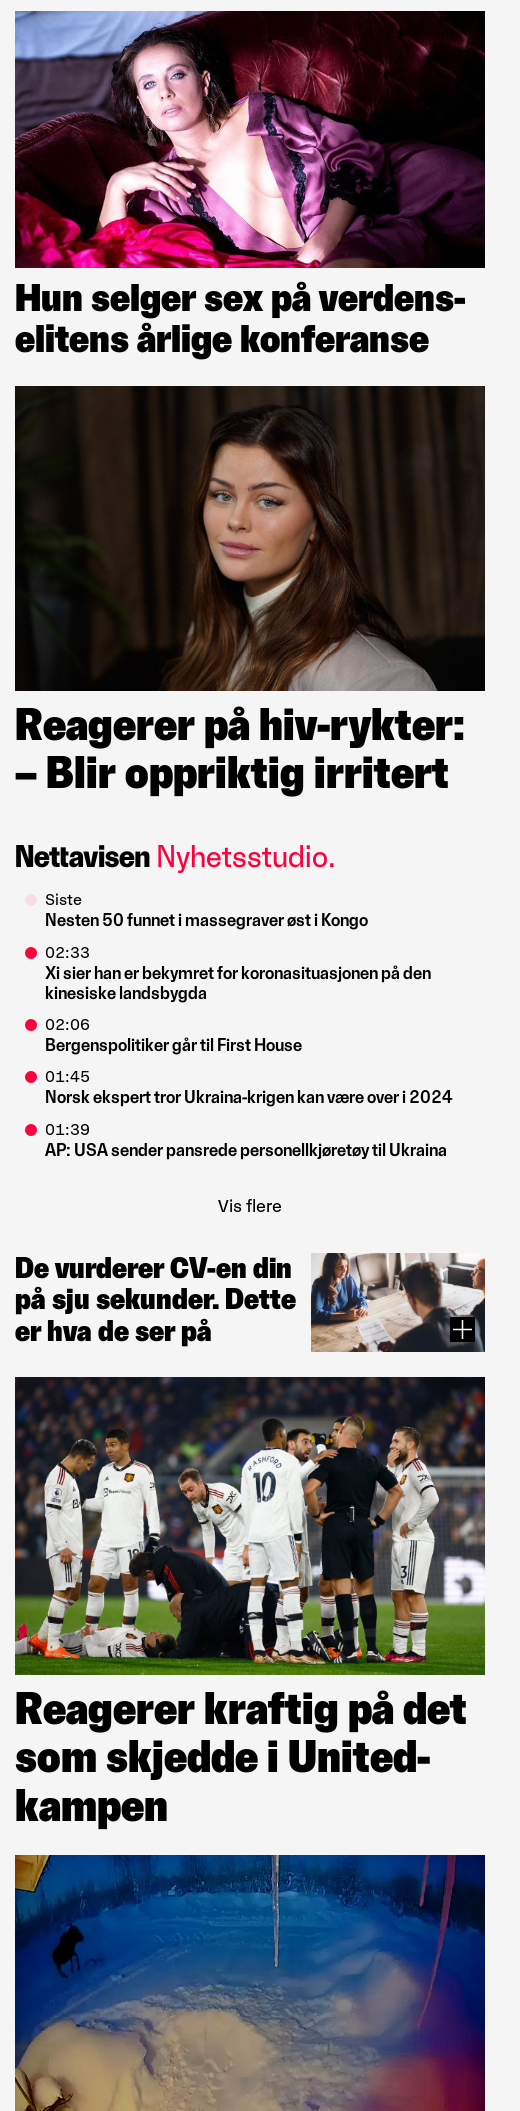 Hun selger sex på verdens-
elitens årlige konferanse
Reagerer på hiv-rykter:
– Blir oppriktig irritert
Nettavisen Nyhetsstudio.
Siste
Nesten 50 funnet i massegraver øst i Kongo
02:33
Xi sier han er bekymret for koronasituasjonen på den
kinesiske landsbygda
02:06
Bergenspolitiker går til First House
01:45
Norsk ekspert tror Ukraina-krigen kan være over i 2024
01:39
AP: USA sender pansrede personellkjøretøy til Ukraina
Vis flere
De vurderer CV-en din
på sju sekunder. Dette
er hva de ser på
RASHFORD
10
Reagerer kraftig på det
som skjedde i United-
kampen